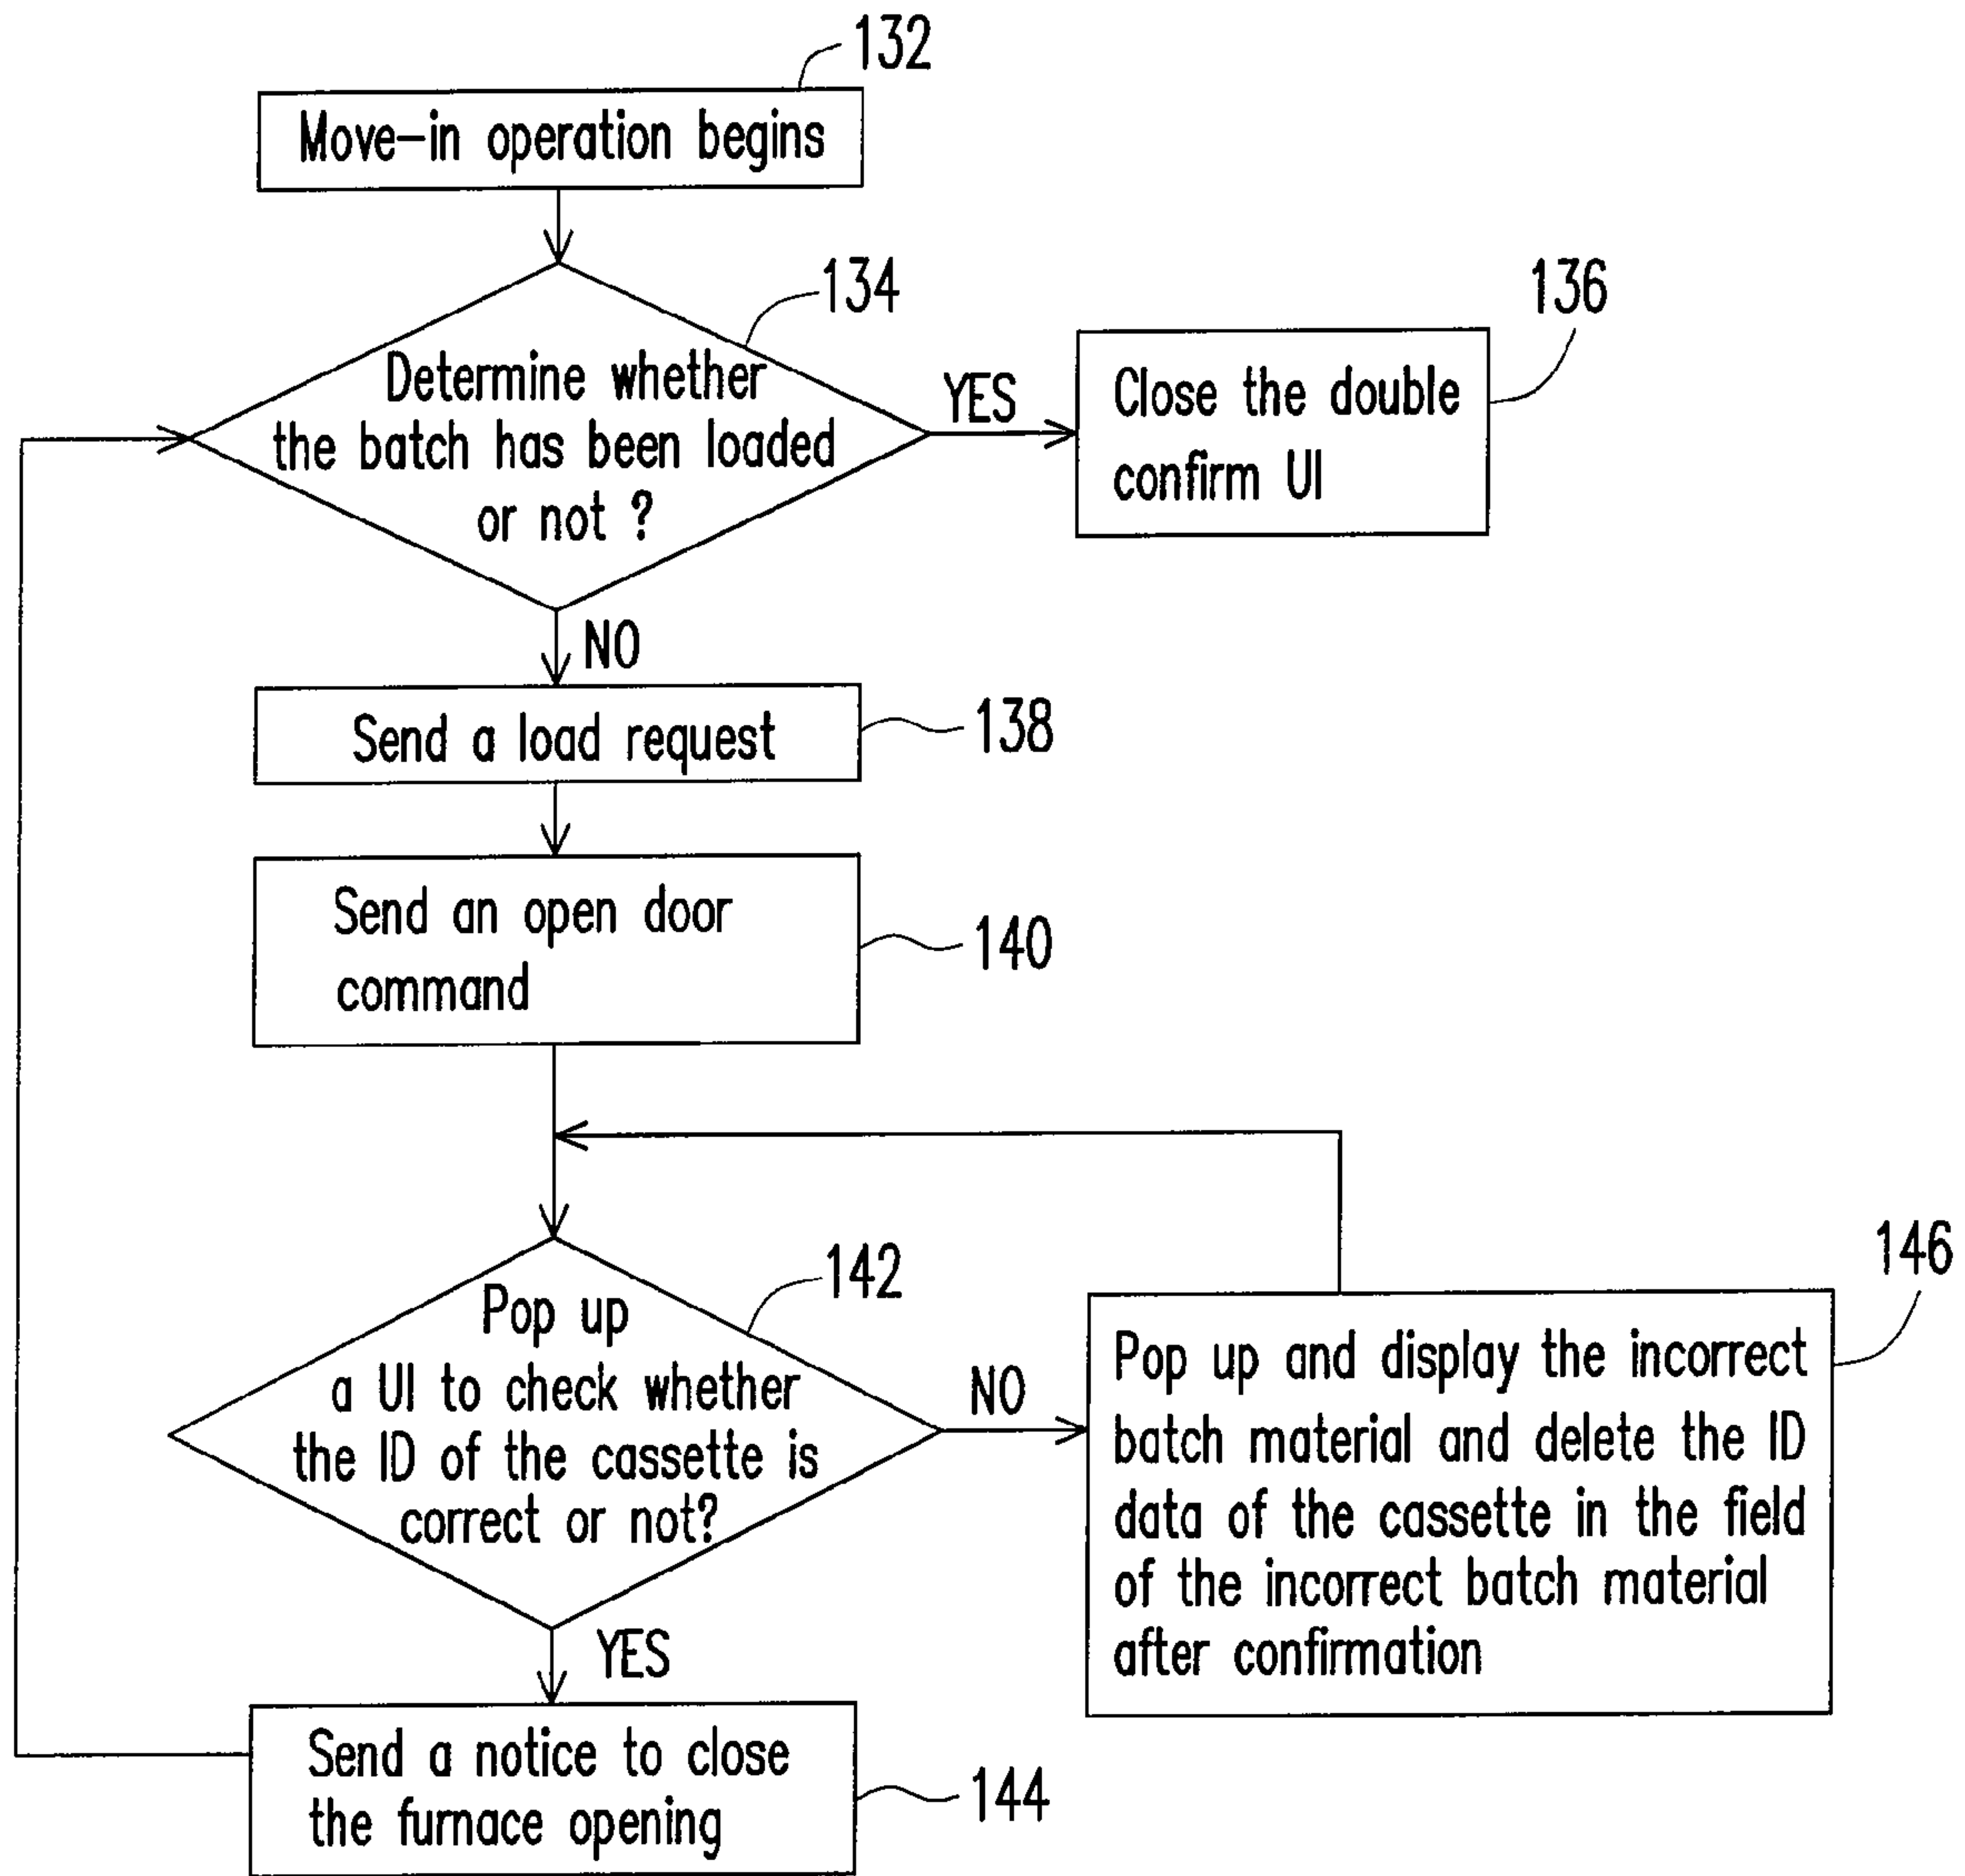 132
Move-in operation begins
134
Determine whether
the batch has been loaded
or not ?
YES
136
Close the double
confirm UI
NO
Send a load request
138
Send an open door
command
140
142
Pop up
a UI to check whether
the ID of the cassette is
correct or not?
NO
146
Pop up and display the incorrect
batch material and delete the ID
data of the cassette in the field
of the incorrect batch material
after confirmation
YES
Send a notice to close
the furnace opening
144